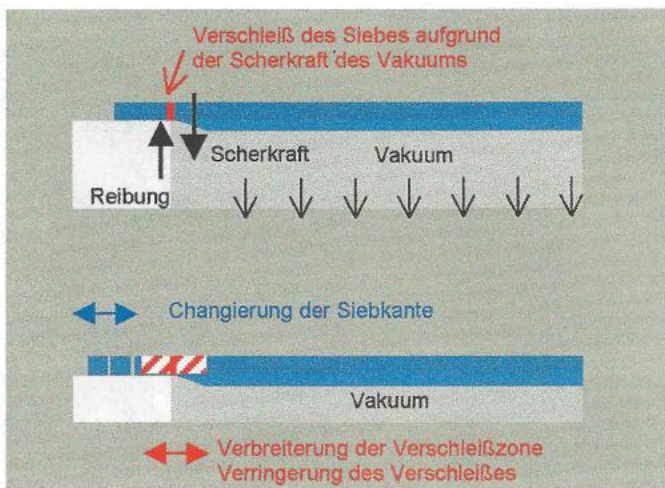 Verschleiß des Siebes aufgrund
der Scherkraft des Vakuums
Scherkraft
Vakuum
Reibung
Changierung der Siebkante
Vakuum
Verbreiterung der Verschleißzone
Verringerung des Verschleißes